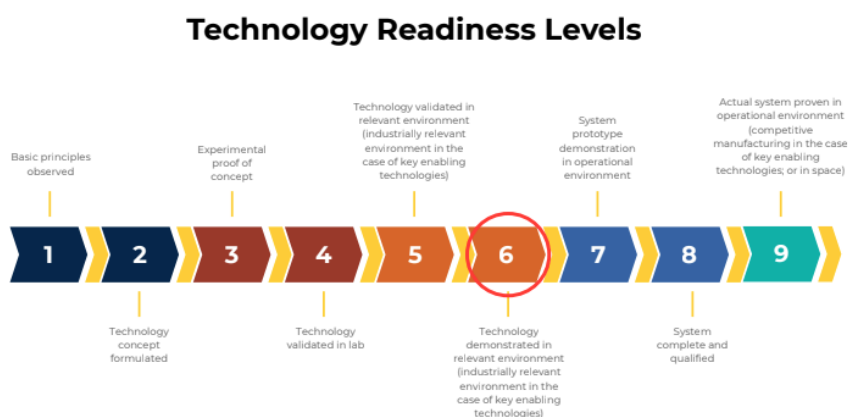 Technology Readiness Levels
Technology validated in
relevant environment
(industrially relevant
environment in the
case of key enabling
technologies)
Actual system proven in
operational environment
(competitive
manufacturing in the case
of key enabling
technologies; or in space)
System
prototype
demonstration
in operational
environment
Experimental
proof of
concept
Basic principles
observed
1
2
3
4
5
6
7
8
9
Technology
concept
formulated
Technology
validated in lab
Technology
demonstrated in
relevant environment
(industrially relevant
environment in the
case of key enabling
technologies)
System
complete and
qualified